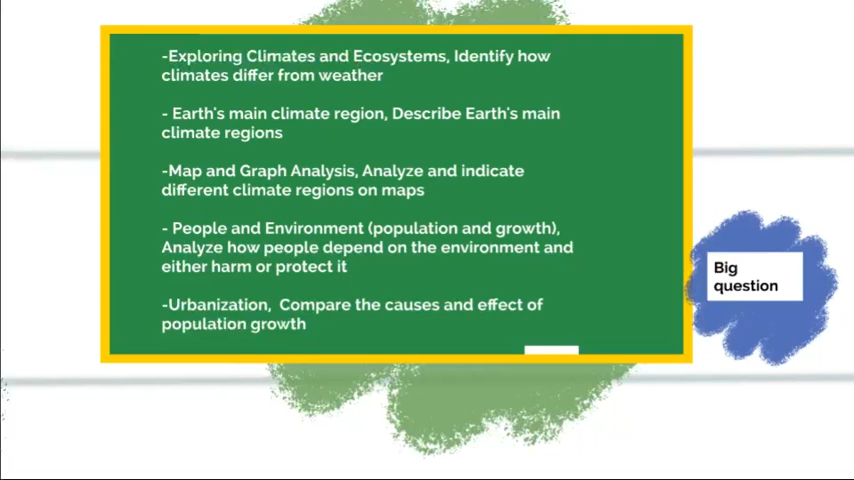 -Exploring Climates and Ecosystems, Identify how
climates differ from weather
- Earth's main climate region, Describe Earth's main
climate regions
-Map and Graph Analysis, Analyze and indicate
different climate regions on maps
- People and Environment (population and growth),
Analyze how people depend on the environment and
either harm or protect it
-Urbanization,  Compare the causes and effect of
population growth
Big
question